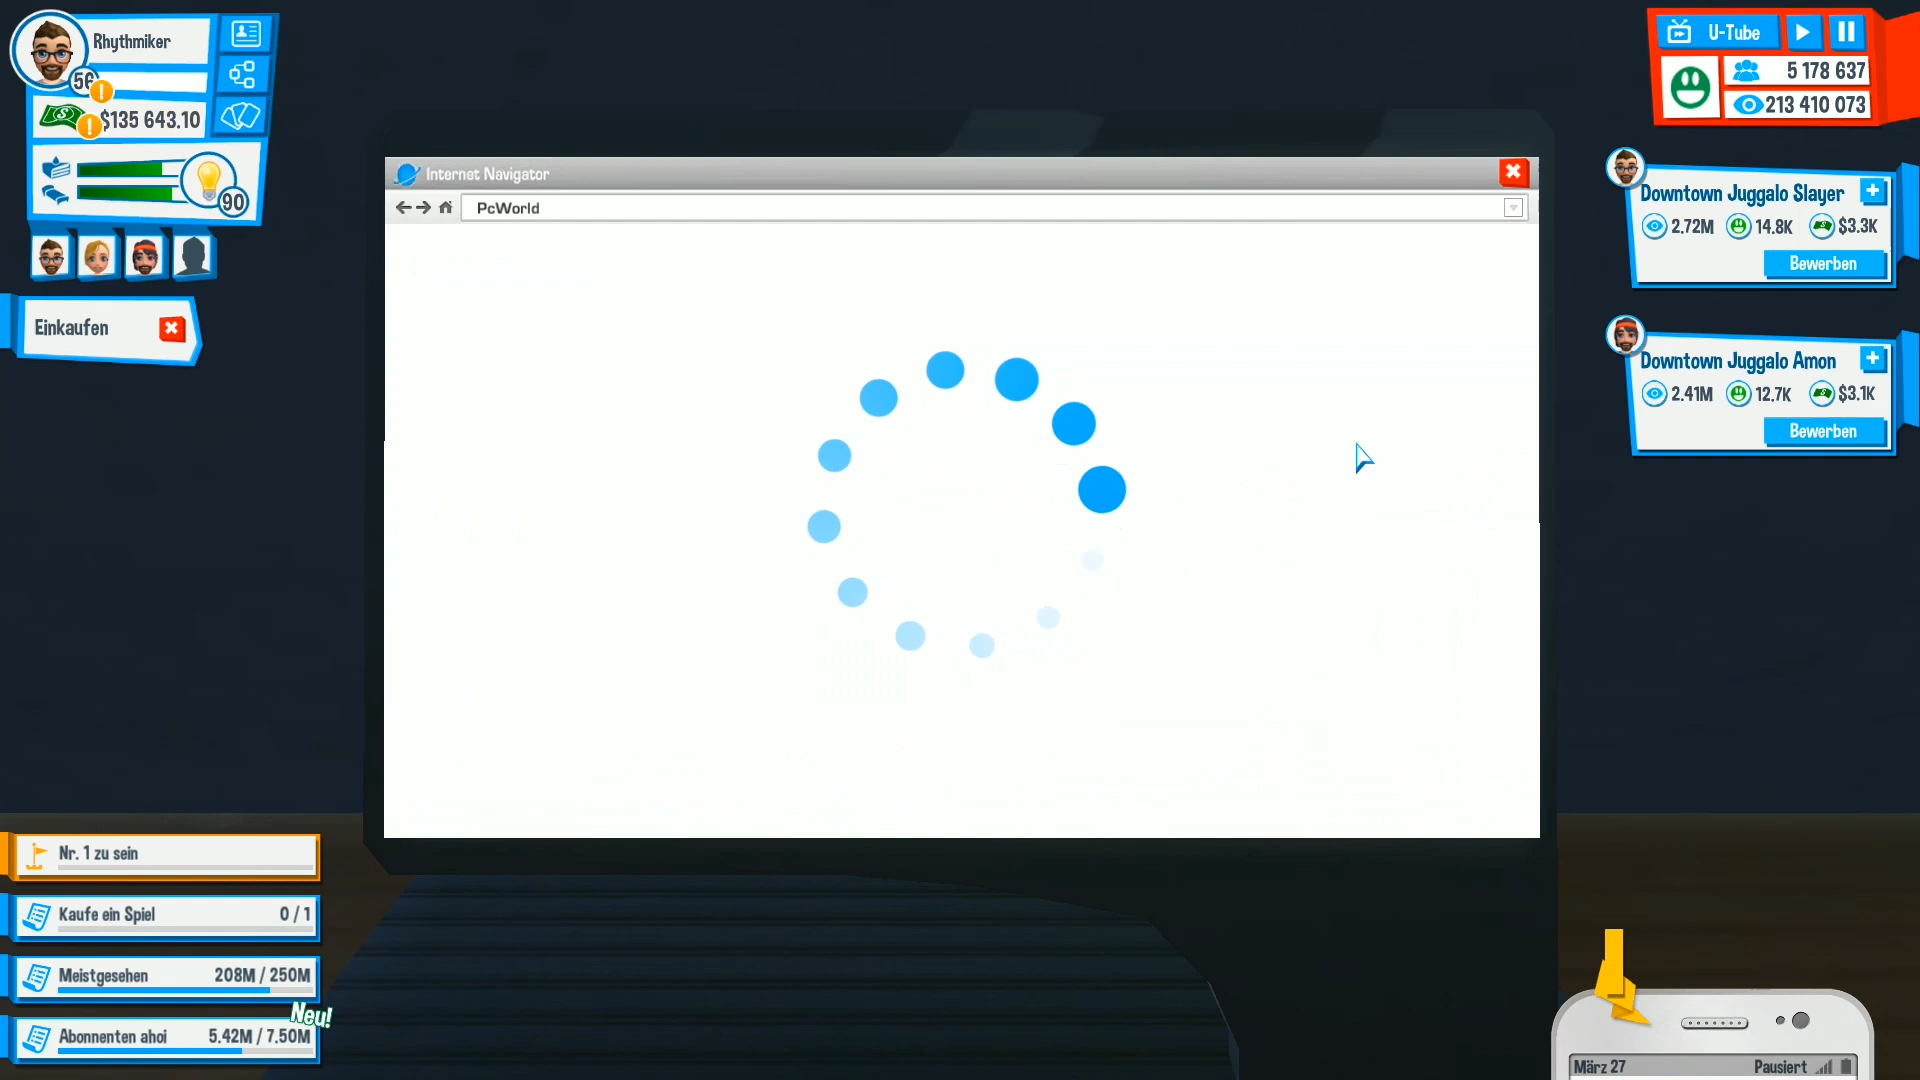 Rhythmiker
56
$135 643.10
90
Einkaufen
Internet Navigator
PcWorld
U-Tube
5 178 637
213 410 073
Downtown Juggalo Slayer
2.72M 14.8K $3.3K
Bewerben
Downtown Juggalo Amon
2.41M 12.7K $3.1K
Bewerben
Nr. 1 zu sein
Kaufe ein Spiel 0 / 1
Meistgesehen 208M / 250M
Neu!
Abonnenten ahoi 5.42M / 7.50M
März 27 Pausiert